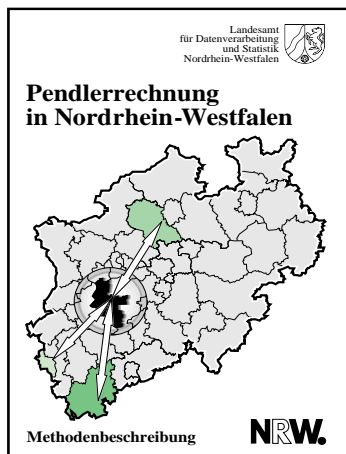 Landesamt
für Datenverarbeitung
und Statistik
Nordrhein-Westfalen
Pendlerrechnung
in Nordrhein-Westfalen
Methodenbeschreibung
NRW.